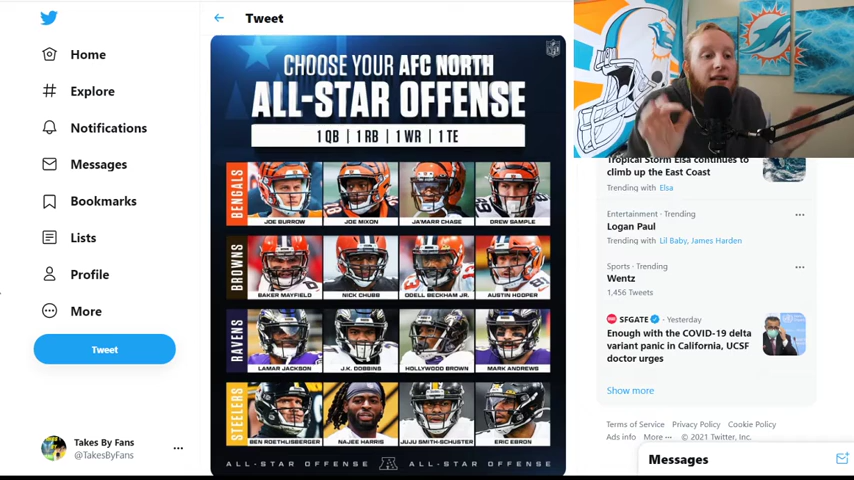 Tweet
Home
Explore
Notifications
Messages
Bookmarks
Lists
Profile
More
Tweet
Takes By Fans
@TakesByFans
NFL
CHOOSE YOUR AFC NORTH
ALL-STAR OFFENSE
1 QB | 1 RB | 1 WR | 1 TE
BENGALS
JOE BURROW
JOE MIXON
JA'MARR CHASE
DREW SAMPLE
BROWNS
BAKER MAYFIELD
NICK CHUBB
ODELL BECKHAM JR.
AUSTIN HOOPER
RAVENS
LAMAR JACKSON
J.K. DOBBINS
HOLLYWOOD BROWN
MARK ANDREWS
STEELERS
BEN ROETHLISBERGER
NAJEE HARRIS
JUJU SMITH-SCHUSTER
ERIC EBRON
ALL-STAR OFFENSE
ALL-STAR OFFENSE
Tropical Storm Elsa continues to
climb up the East Coast
Trending with Elsa
Entertainment · Trending
Logan Paul
Trending with Lil Baby, James Harden
Sports · Trending
Wentz
1,456 Tweets
SFGATE · Yesterday
Enough with the COVID-19 delta
variant panic in California, UCSF
doctor urges
Show more
Terms of Service Privacy Policy Cookie Policy
Ads info More ··· © 2021 Twitter, Inc.
Messages